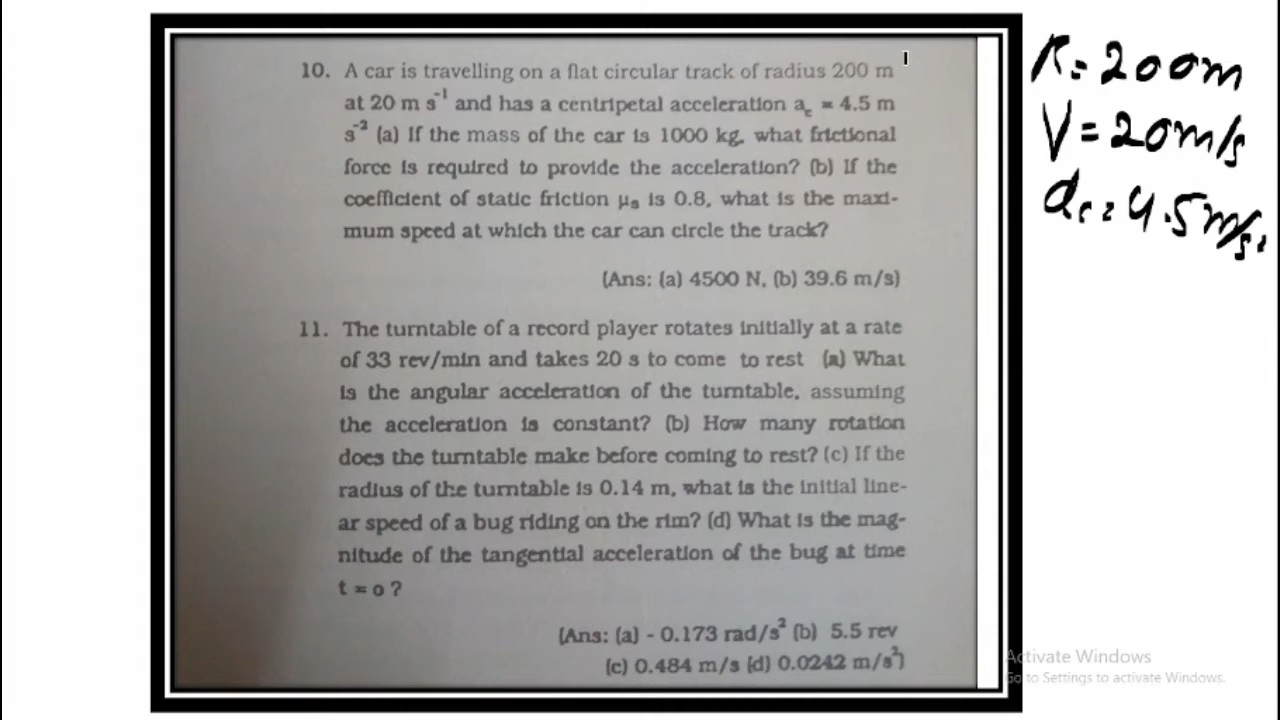 10. A car is travelling on a flat circular track of radius 200 m
at 20 m s⁻¹ and has a centripetal acceleration a_c = 4.5 m
s⁻² (a) If the mass of the car is 1000 kg, what frictional
force is required to provide the acceleration? (b) If the
coefficient of static friction μₛ is 0.8, what is the maxi-
mum speed at which the car can circle the track?
(Ans: (a) 4500 N, (b) 39.6 m/s)
11. The turntable of a record player rotates initially at a rate
of 33 rev/min and takes 20 s to come to rest (a) What
is the angular acceleration of the turntable, assuming
the acceleration is constant? (b) How many rotation
does the turntable make before coming to rest? (c) If the
radius of the turntable is 0.14 m, what is the initial line-
ar speed of a bug riding on the rim? (d) What is the mag-
nitude of the tangential acceleration of the bug at time
t = o ?
(Ans: (a) - 0.173 rad/s² (b) 5.5 rev
(c) 0.484 m/s (d) 0.0242 m/s²)
r = 200m
V = 20m/s
a_c = 4.5 m/s²
Activate Windows
Go to Settings to activate Windows.